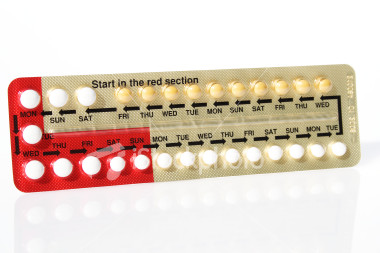 Start in the red section
MON SUN SAT FRI THU WED TUE MON SUN SAT FRI THU WED
WED THU FRI SAT SUN MON TUE WED THU FRI SAT SUN MON TUE